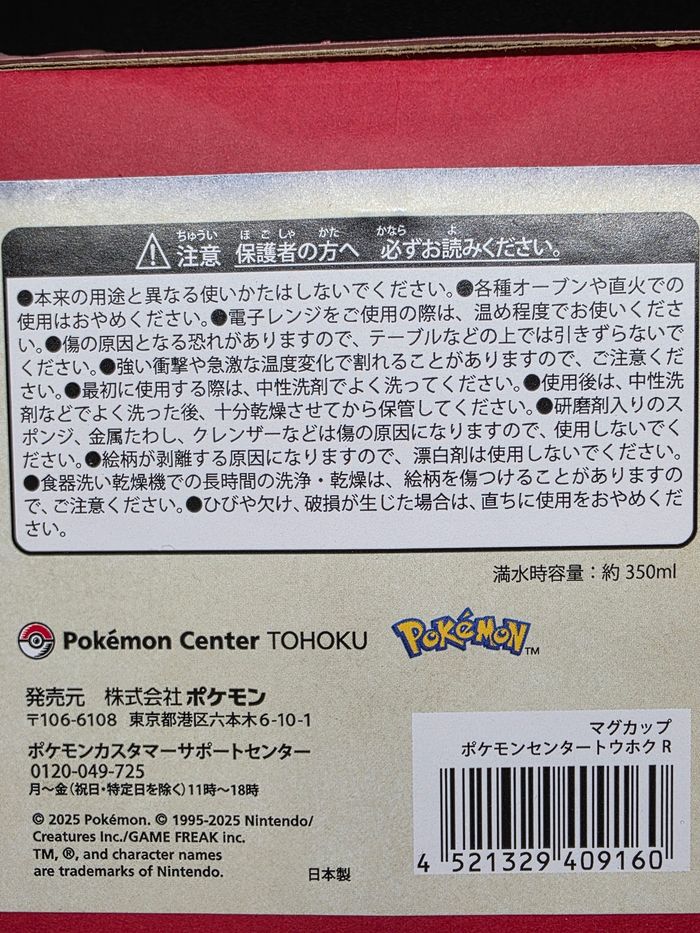 注意 保護者の方へ 必ずお読みください。
ちゅうい ほごしゃ かた かなら よ
●本来の用途と異なる使いかたはしないでください。●各種オーブンや直火での
使用はおやめください。●電子レンジをご使用の際は、温め程度でお使いくださ
い。●傷の原因となる恐れがありますので、テーブルなどの上では引きずらないで
ください。●強い衝撃や急激な温度変化で割れることがありますので、ご注意くだ
さい。●最初に使用する際は、中性洗剤でよく洗ってください。●使用後は、中性洗
剤などでよく洗った後、十分乾燥させてから保管してください。●研磨剤入りのス
ポンジ、金属たわし、クレンザーなどは傷の原因になりますので、使用しないでく
ださい。●絵柄が剥離する原因になりますので、漂白剤は使用しないでください。
●食器洗い乾燥機での長時間の洗浄・乾燥は、絵柄を傷つけることがありますの
で、ご注意ください。●ひびや欠け、破損が生じた場合は、直ちに使用をおやめくだ
さい。
満水時容量：約 350ml
Pokémon Center TOHOKU POKÉMON™
発売元 株式会社ポケモン
〒106-6108 東京都港区六本木6-10-1
ポケモンカスタマーサポートセンター
0120-049-725
月～金（祝日・特定日を除く）11時～18時
© 2025 Pokémon. © 1995-2025 Nintendo/
Creatures Inc./GAME FREAK inc.
TM, ®, and character names
are trademarks of Nintendo.
日本製
マグカップ
ポケモンセンタートウホク R
4 521329 409160